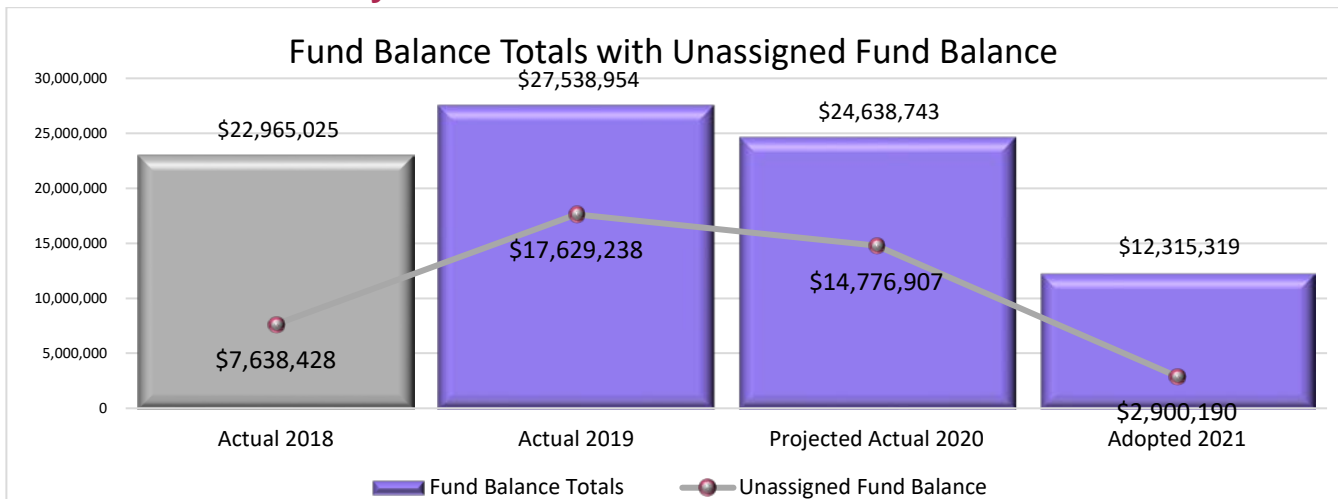 Fund Balance Totals with Unassigned Fund Balance
30,000,000
25,000,000
20,000,000
15,000,000
10,000,000
5,000,000
0
$22,965,025
$27,538,954
$24,638,743
$12,315,319
$7,638,428
$17,629,238
$14,776,907
$2,900,190
Actual 2018
Actual 2019
Projected Actual 2020
Adopted 2021
Fund Balance Totals
Unassigned Fund Balance